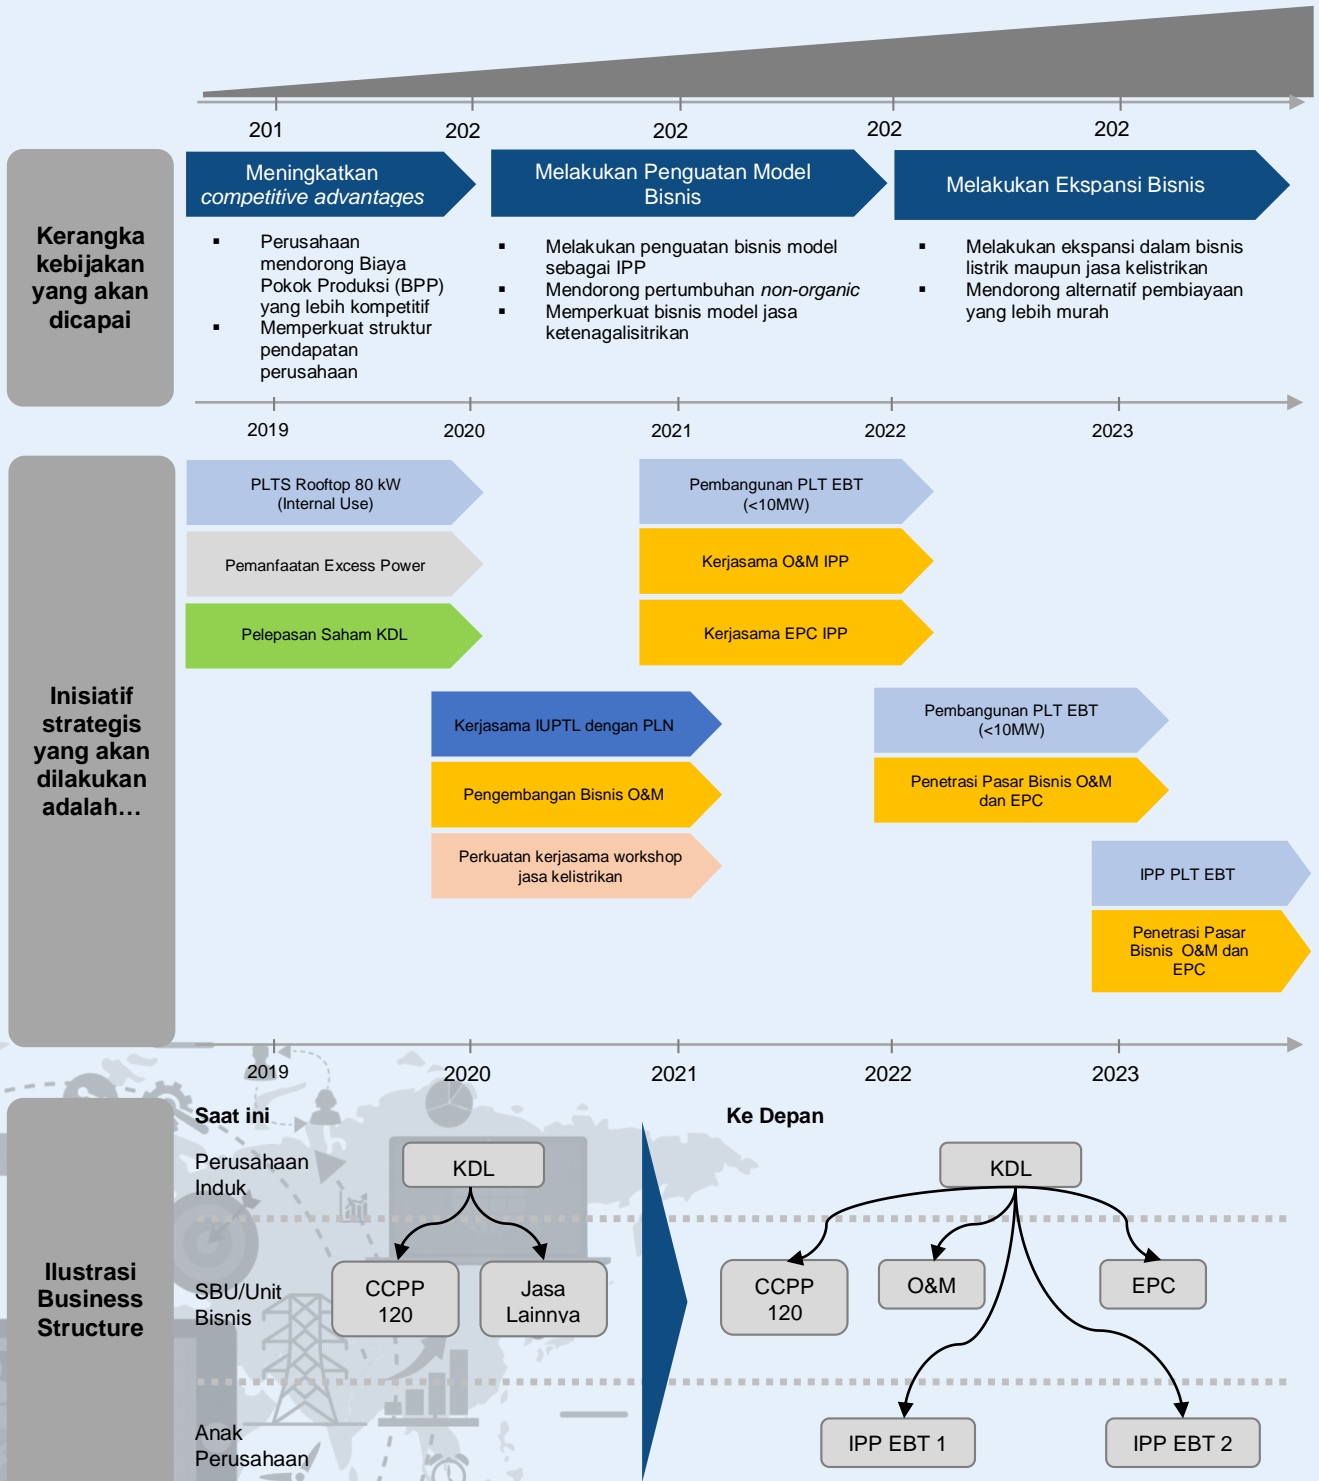 201 202 202 202 202
Kerangka
kebijakan
yang akan
dicapai
Meningkatkan
competitive advantages
▪ Perusahaan
mendorong Biaya
Pokok Produksi (BPP)
yang lebih kompetitif
▪ Memperkuat struktur
pendapatan
perusahaan
Melakukan Penguatan Model
Bisnis
▪ Melakukan penguatan bisnis model
sebagai IPP
▪ Mendorong pertumbuhan non-organic
▪ Memperkuat bisnis model jasa
ketenagalisitrikan
Melakukan Ekspansi Bisnis
▪ Melakukan ekspansi dalam bisnis
listrik maupun jasa kelistrikan
▪ Mendorong alternatif pembiayaan
yang lebih murah
2019 2020 2021 2022 2023
Inisiatif
strategis
yang akan
dilakukan
adalah…
PLTS Rooftop 80 kW
(Internal Use)
Pemanfaatan Excess Power
Pelepasan Saham KDL
Pembangunan PLT EBT
(<10MW)
Kerjasama O&M IPP
Kerjasama EPC IPP
Kerjasama IUPTL dengan PLN
Pengembangan Bisnis O&M
Perkuatan kerjasama workshop
jasa kelistrikan
Pembangunan PLT EBT
(<10MW)
Penetrasi Pasar Bisnis O&M
dan EPC
IPP PLT EBT
Penetrasi Pasar
Bisnis O&M dan
EPC
2019 2020 2021 2022 2023
Ilustrasi
Business
Structure
Saat ini
Ke Depan
Perusahaan
Induk
KDL
KDL
SBU/Unit
Bisnis
CCPP
120
Jasa
Lainnya
CCPP
120
O&M
EPC
Anak
Perusahaan
IPP EBT 1
IPP EBT 2